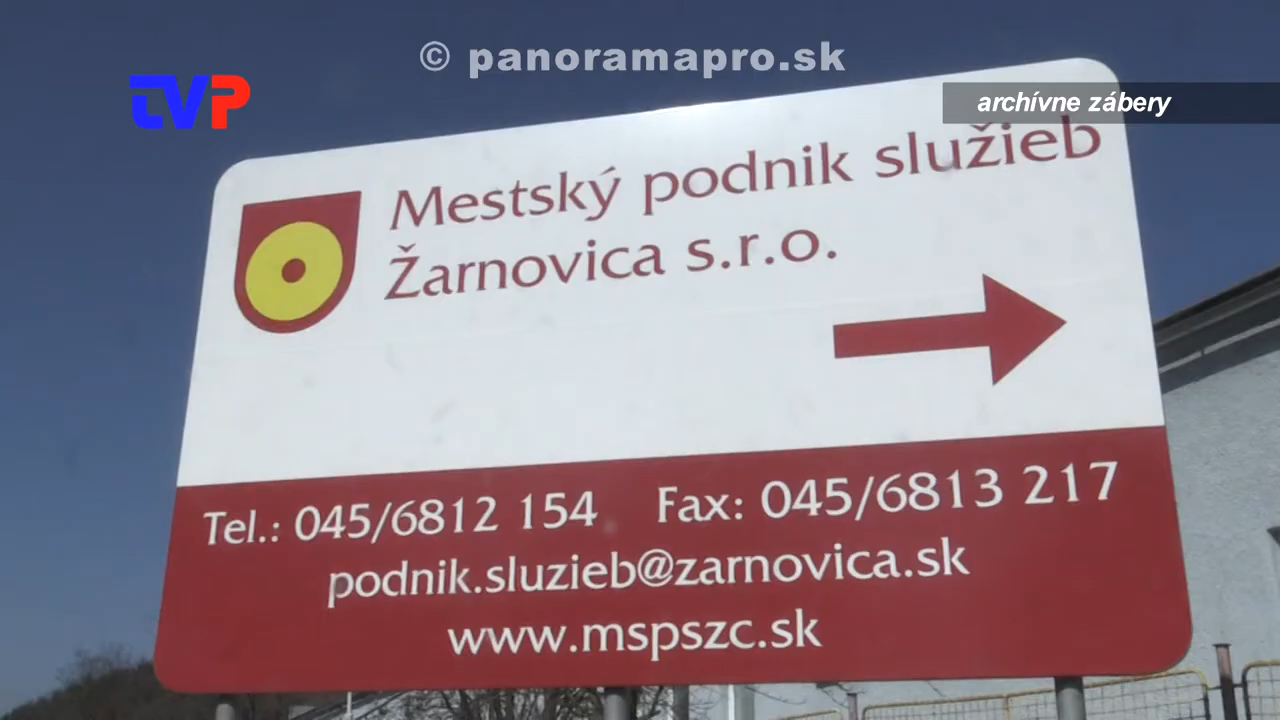 © panoramapro.sk
TVP
archívne zábery
Mestský podnik služieb
Žarnovica s.r.o.
Tel.: 045/6812 154 Fax: 045/6813 217
podnik.sluzieb@zarnovica.sk
www.mspszc.sk